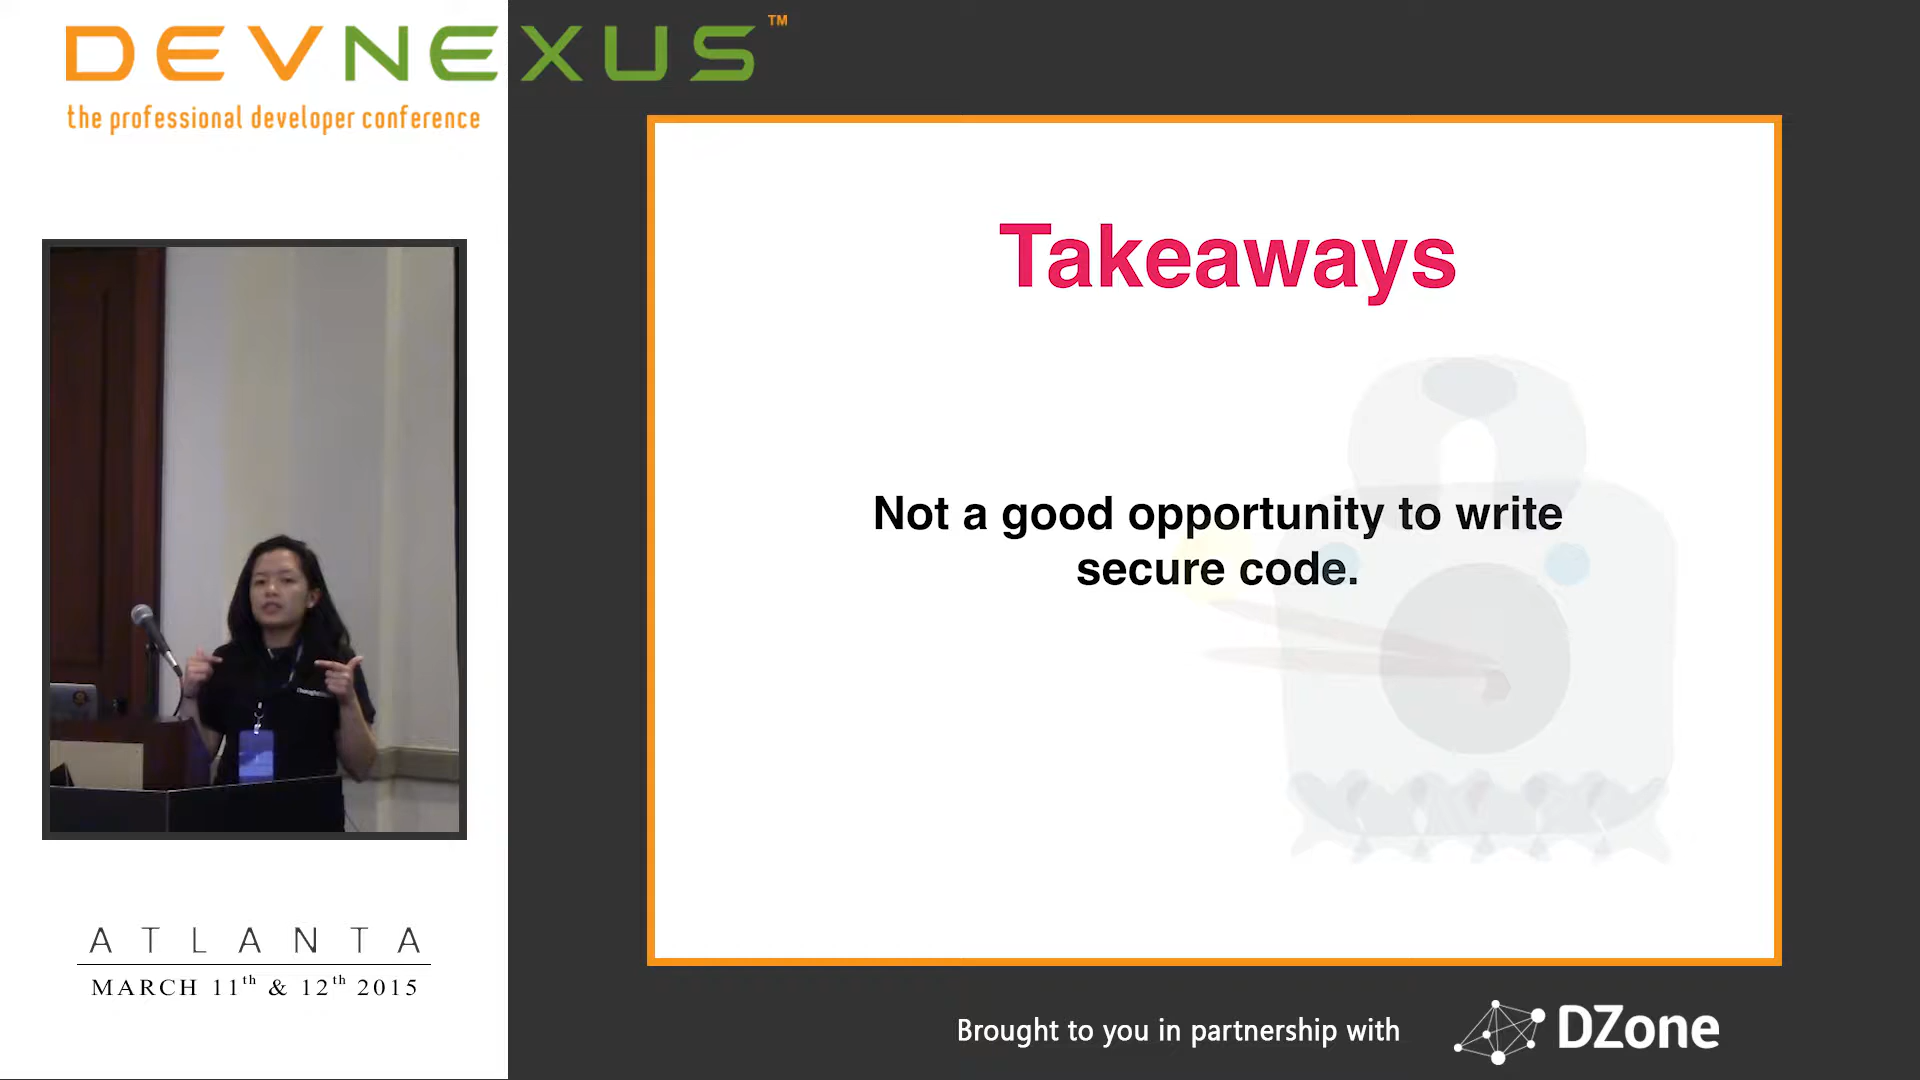 DEVNEXUS™
the professional developer conference
Takeaways
Not a good opportunity to write
secure code.
ATLANTA
MARCH 11th & 12th 2015
Brought to you in partnership with
DZone